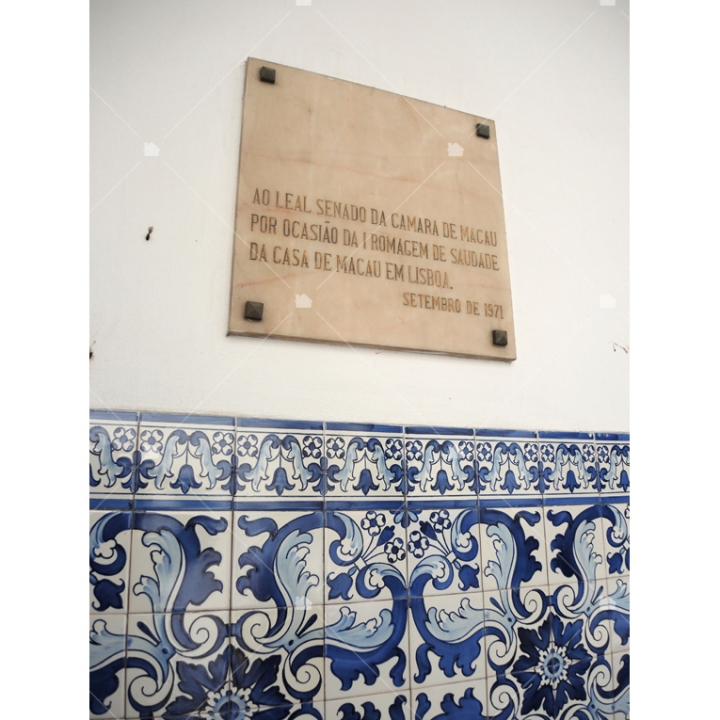 AO LEAL SENADO DA CAMARA DE MACAU
POR OCASIÃO DA I ROMAGEM DE SAUDADE
DA CASA DE MACAU EM LISBOA.
SETEMBRO DE 1971